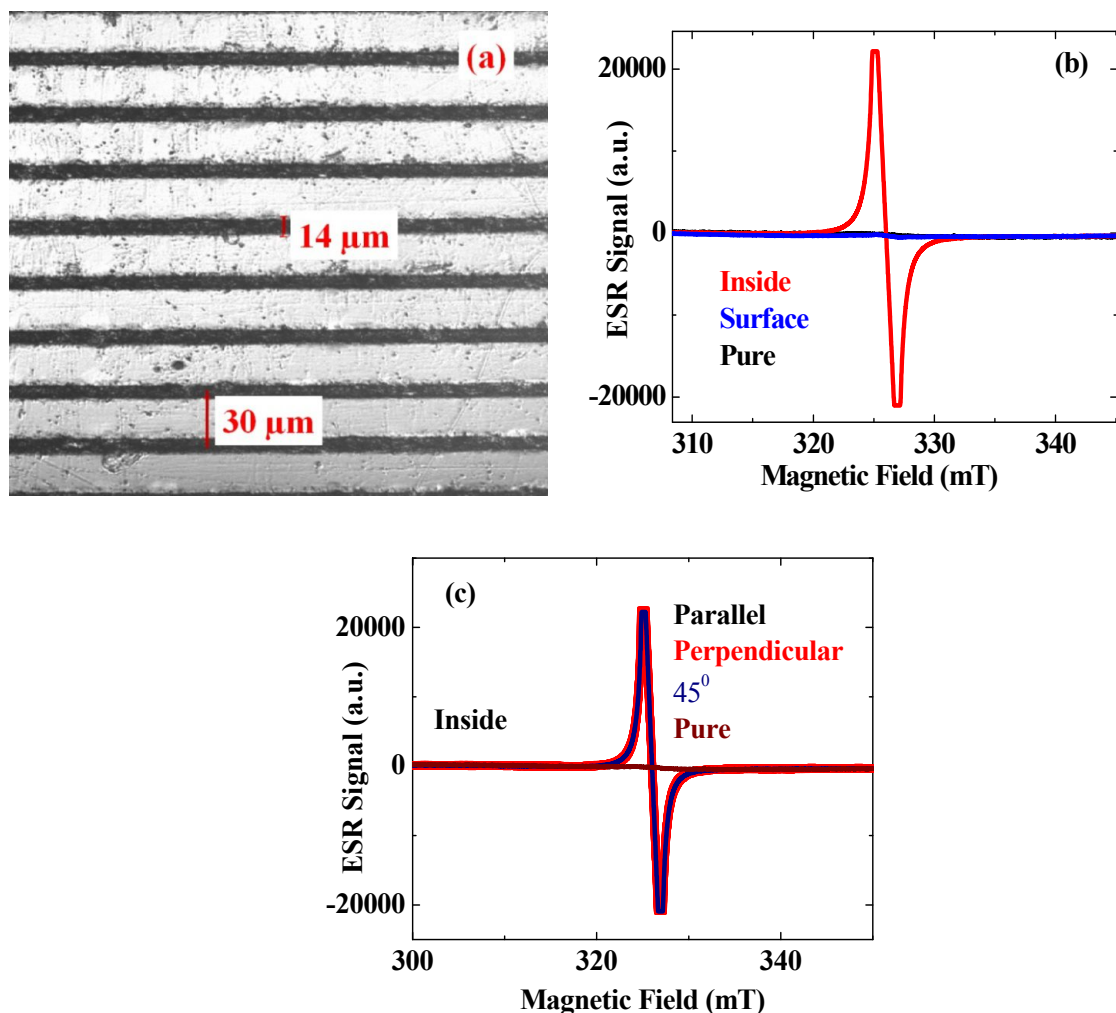 (a)
14 μm
30 μm
(b)
20000
0
-20000
ESR Signal (a.u.)
Inside
Surface
Pure
310 320 330 340
Magnetic Field (mT)
(c)
20000
0
-20000
ESR Signal (a.u.)
Inside
Parallel
Perpendicular
45⁰
Pure
300 320 340
Magnetic Field (mT)